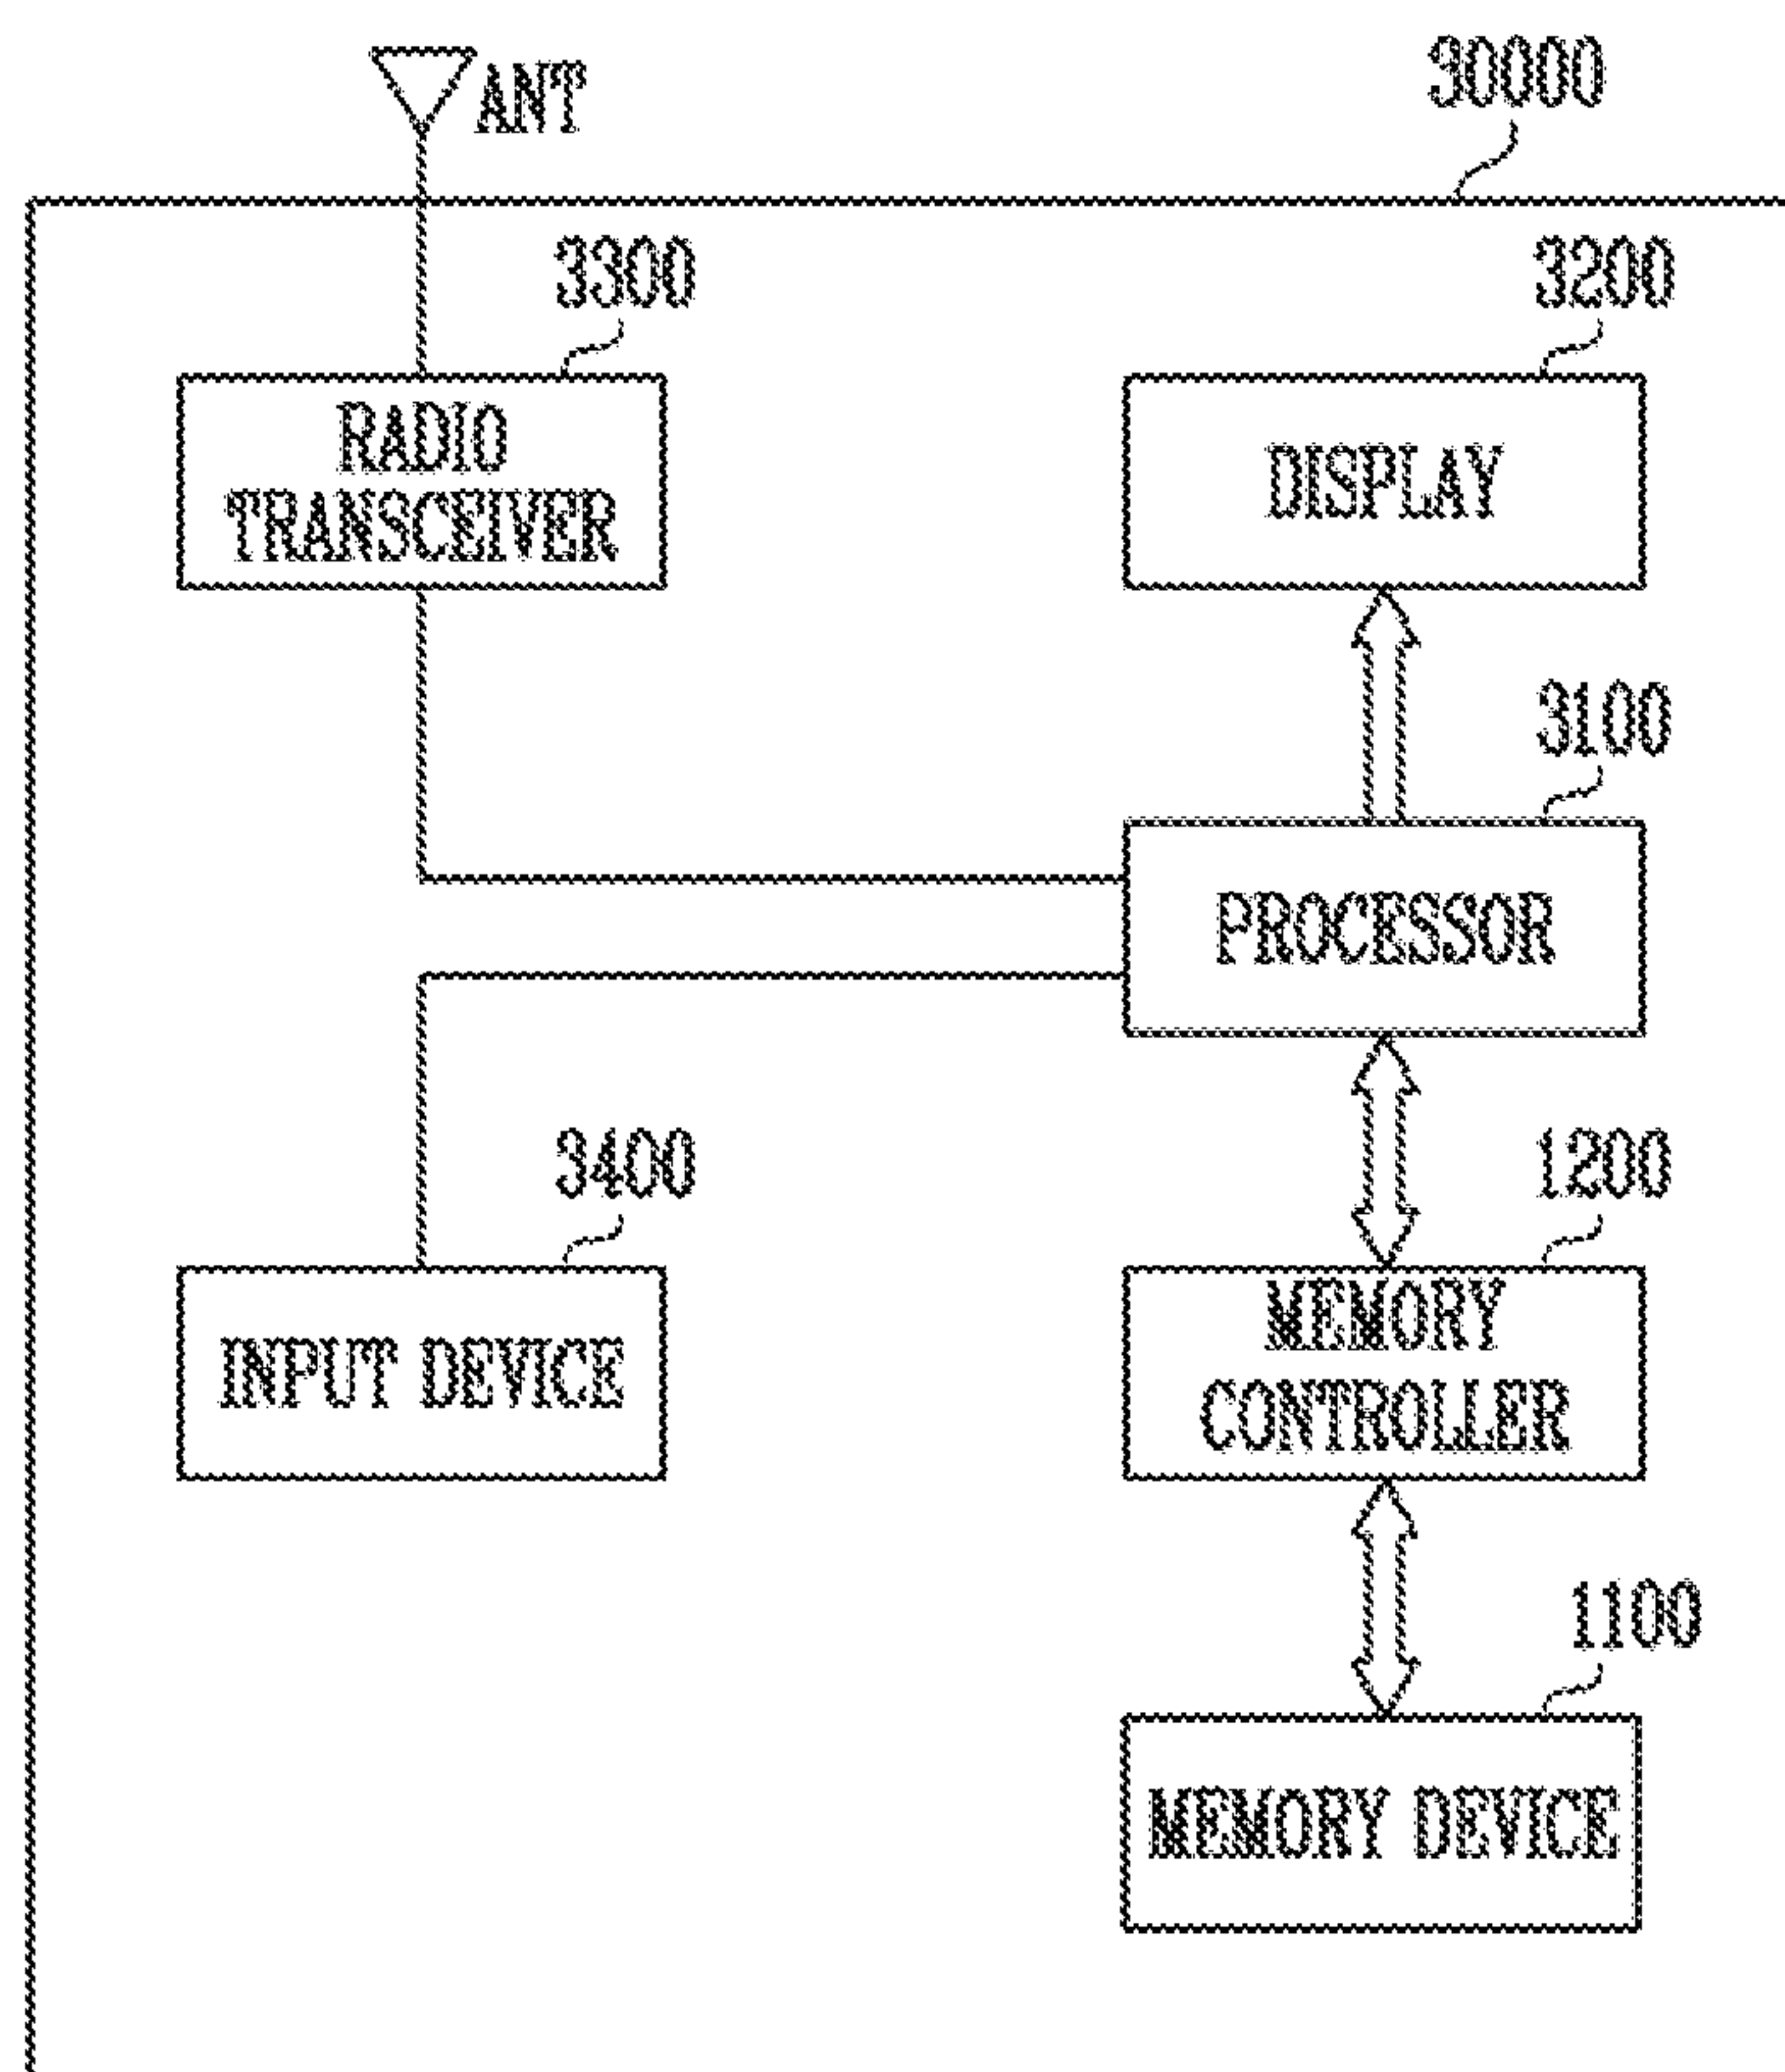 ANT
30000
3300
3200
RADIO
TRANSCEIVER
DISPLAY
3100
PROCESSOR
3400
1200
INPUT DEVICE
MEMORY
CONTROLLER
1100
MEMORY DEVICE